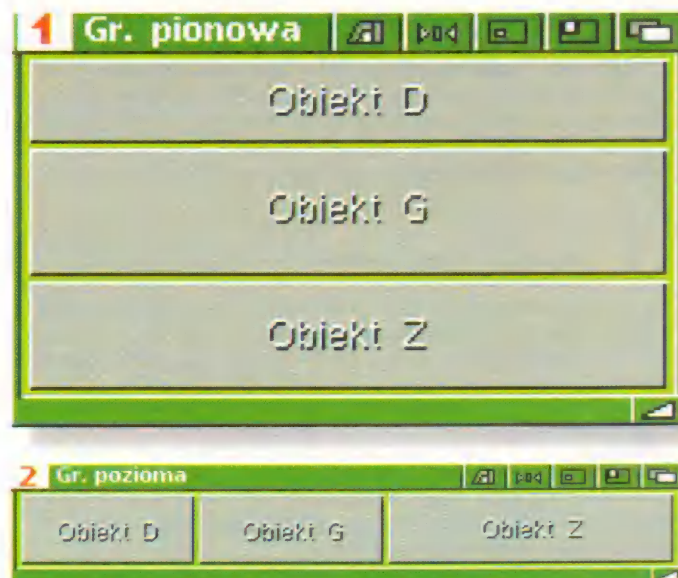 1 Gr. pionowa
Obiekt D
Obiekt G
Obiekt Z
2 Gr. pozioma
Obiekt D Obiekt G Obiekt Z